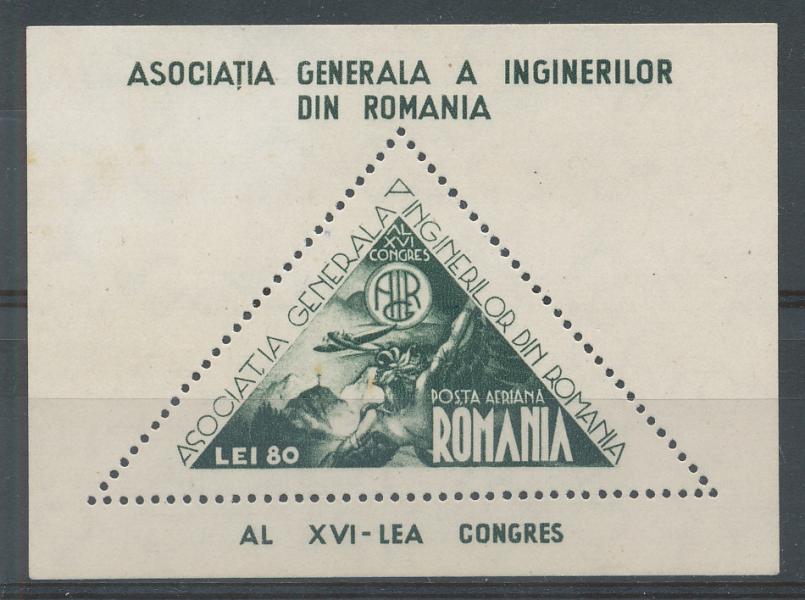 ASOCIAȚIA GENERALA A INGINERILOR
DIN ROMANIA
ASOCIAȚIA GENERALA A INGINERILOR DIN ROMANIA
AL
XVI
CONGRES
POSTA AERIANA
ROMANIA
LEI 80
AL XVI-LEA CONGRES